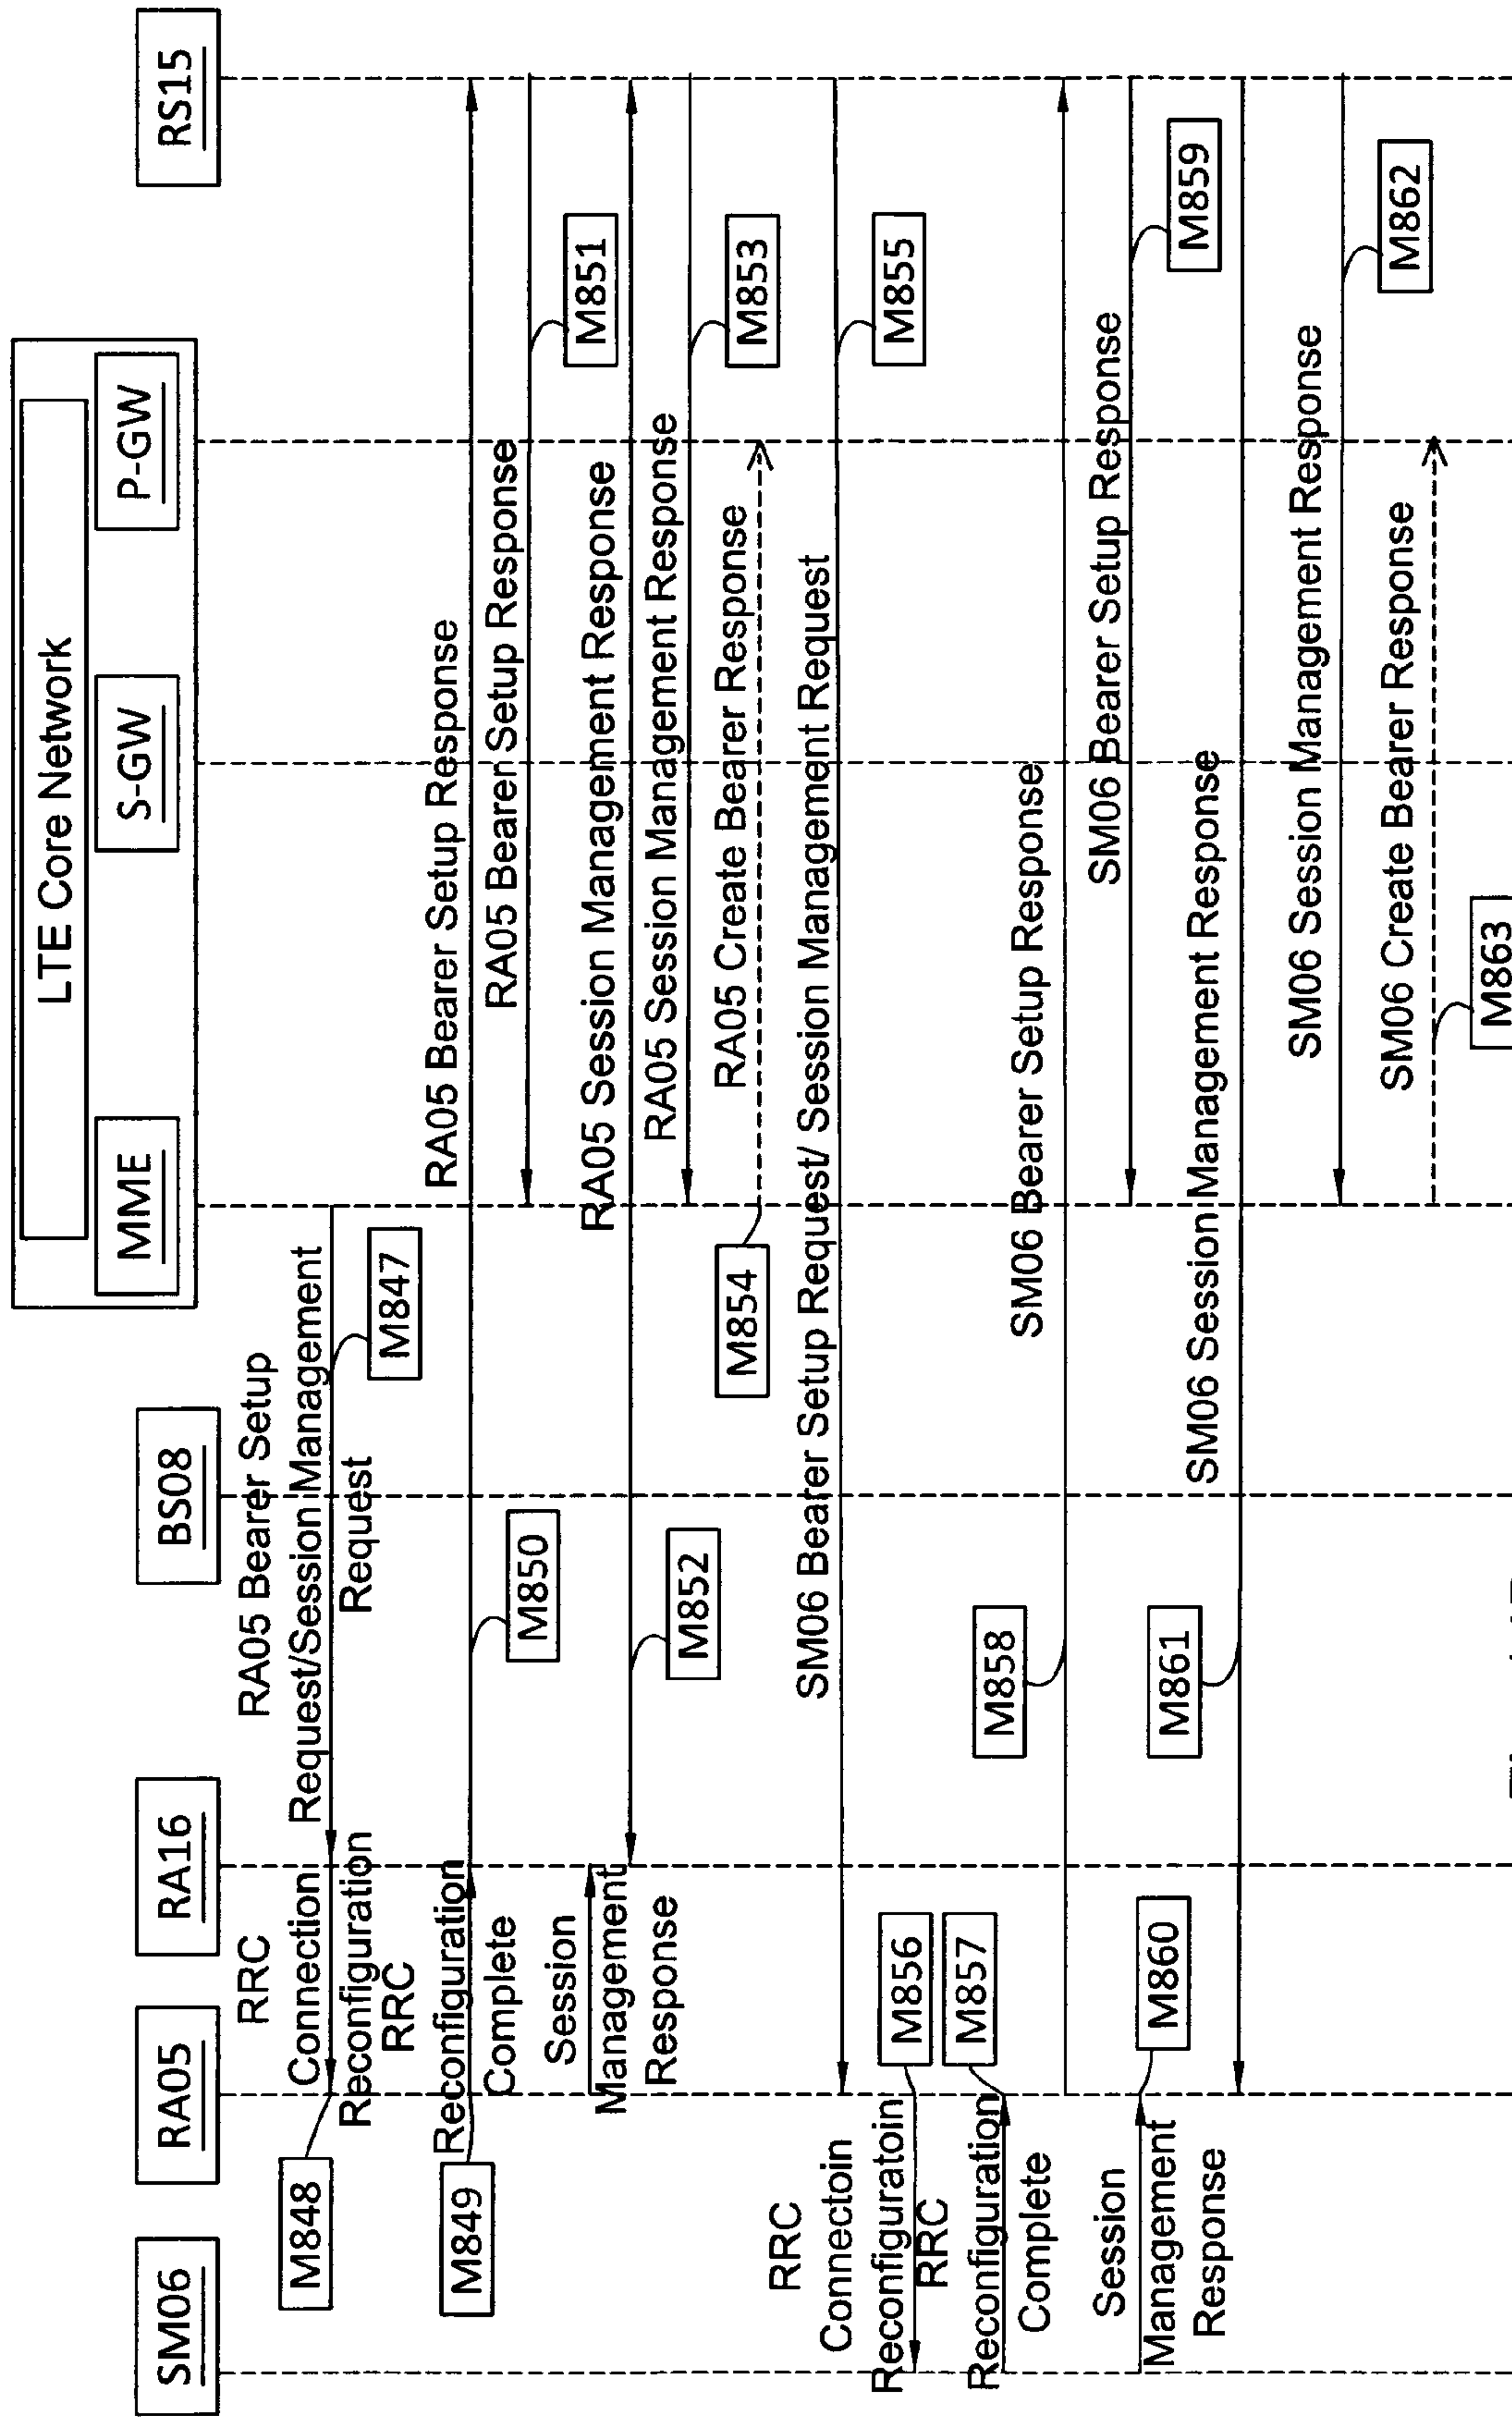 LTE Core Network
SM06
RA05
RA16
BS08
MME
S-GW
P-GW
RS15
RA05 Bearer Setup
Request/Session Management
Request
M847
RRC
Connection
Reconfiguration
M848
RRC
Reconfiguration
Complete
M849
RA05 Bearer Setup Response
M850
RA05 Bearer Setup Response
M851
Session
Management
Response
RA05 Session Management Response
M852
RA05 Session Management Response
M853
RA05 Create Bearer Response
M854
SM06 Bearer Setup Request/ Session Management Request
M855
RRC
Connectoin
Reconfiguratoin
M856
RRC
Reconfiguration
Complete
M857
SM06 Bearer Setup Response
M858
SM06 Bearer Setup Response
M859
Session
Management
Response
M860
SM06 Session Management Response
M861
SM06 Session Management Response
M862
SM06 Create Bearer Response
M863